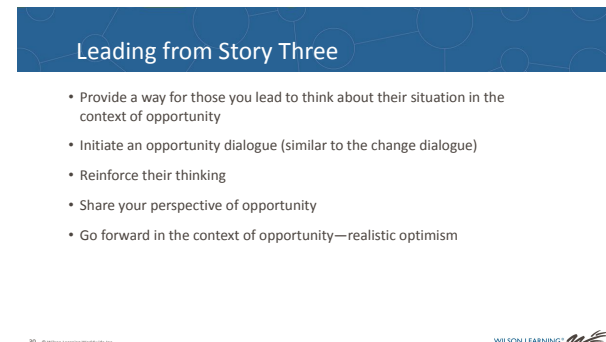 Leading from Story Three
• Provide a way for those you lead to think about their situation in the
context of opportunity
• Initiate an opportunity dialogue (similar to the change dialogue)
• Reinforce their thinking
• Share your perspective of opportunity
• Go forward in the context of opportunity—realistic optimism
WILSON LEARNING®